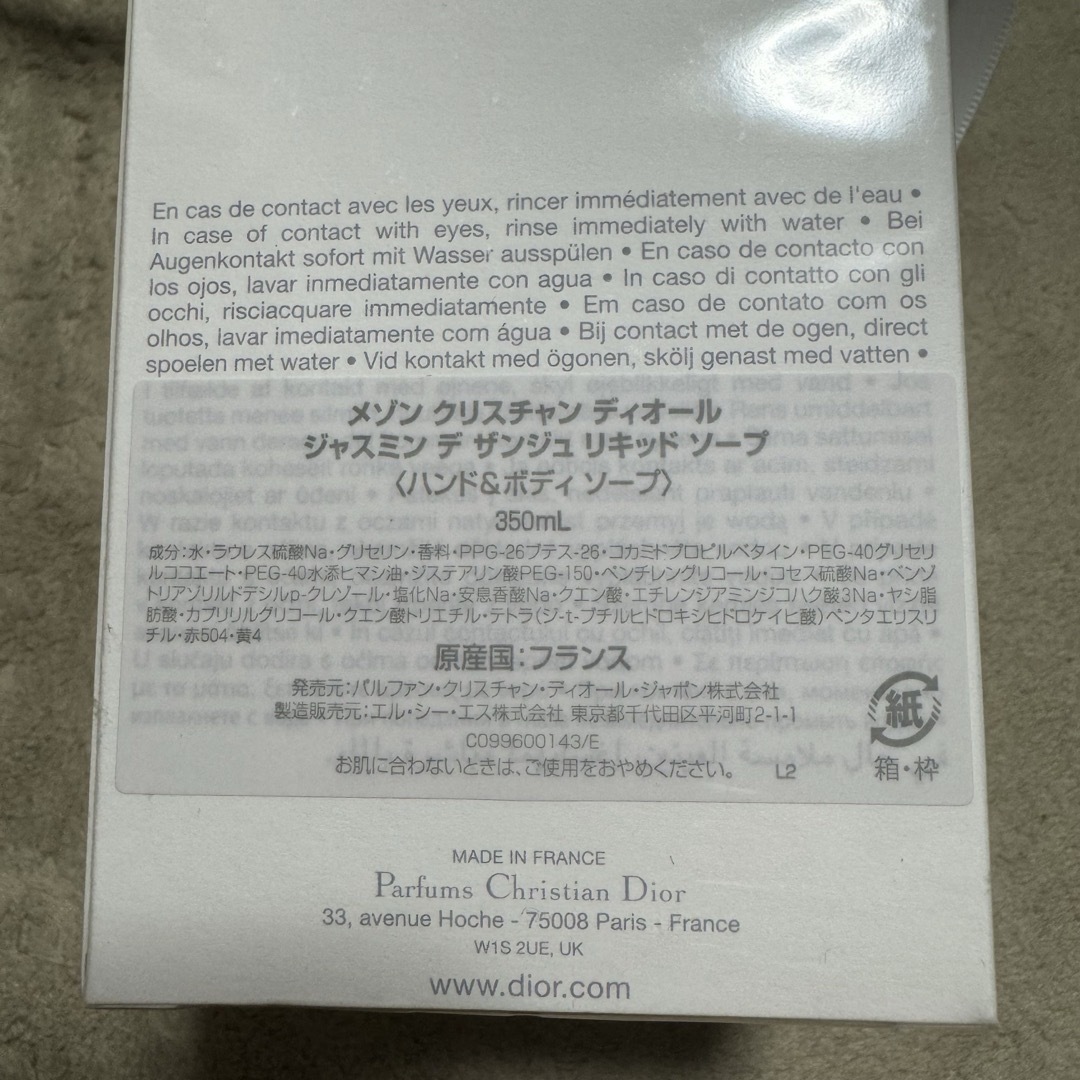 En cas de contact avec les yeux, rincer immédiatement avec de l'eau •
In case of contact with eyes, rinse immediately with water • Bei
Augenkontakt sofort mit Wasser ausspülen • En caso de contacto con
los ojos, lavar inmediatamente con agua • In caso di contatto con gli
occhi, risciacquare immediatamente • Em caso de contato com os
olhos, lavar imediatamente com água • Bij contact met de ogen, direct
spoelen met water • Vid kontakt med ögonen, skölj genast med vatten •
メゾン クリスチャン ディオール
ジャスミン デ ザンジュ リキッド ソープ
〈ハンド&ボディ ソープ〉
350mL
成分:水・ラウレス硫酸Na・グリセリン・香料・PPG-26ブテス-26・コカミドプロピルベタイン・PEG-40グリセリ
ルココエート・PEG-40水添ヒマシ油・ジステアリン酸PEG-150・ペンチレングリコール・コセス硫酸Na・ベンゾ
トリアゾリルドデシルp-クレゾール・塩化Na・安息香酸Na・クエン酸・エチレンジアミンジコハク酸3Na・ヤシ脂
肪酸・カプリリルグリコール・クエン酸トリエチル・テトラ(ジ-t-ブチルヒドロキシヒドロケイヒ酸)ペンタエリスリ
チル・赤504・黄4
原産国:フランス
発売元:パルファン・クリスチャン・ディオール・ジャポン株式会社
製造販売元:エル・シー・エス株式会社 東京都千代田区平河町2-1-1
C099600143/E
お肌に合わないときは、ご使用をおやめください。 L2
紙
箱・枠
MADE IN FRANCE
Parfums Christian Dior
33, avenue Hoche - 75008 Paris - France
W1S 2UE, UK
www.dior.com